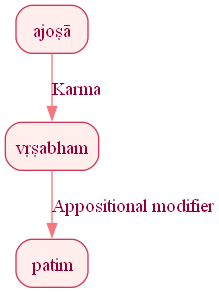 ajoṣā
Karma
vṛṣabham
Appositional modifier
patim